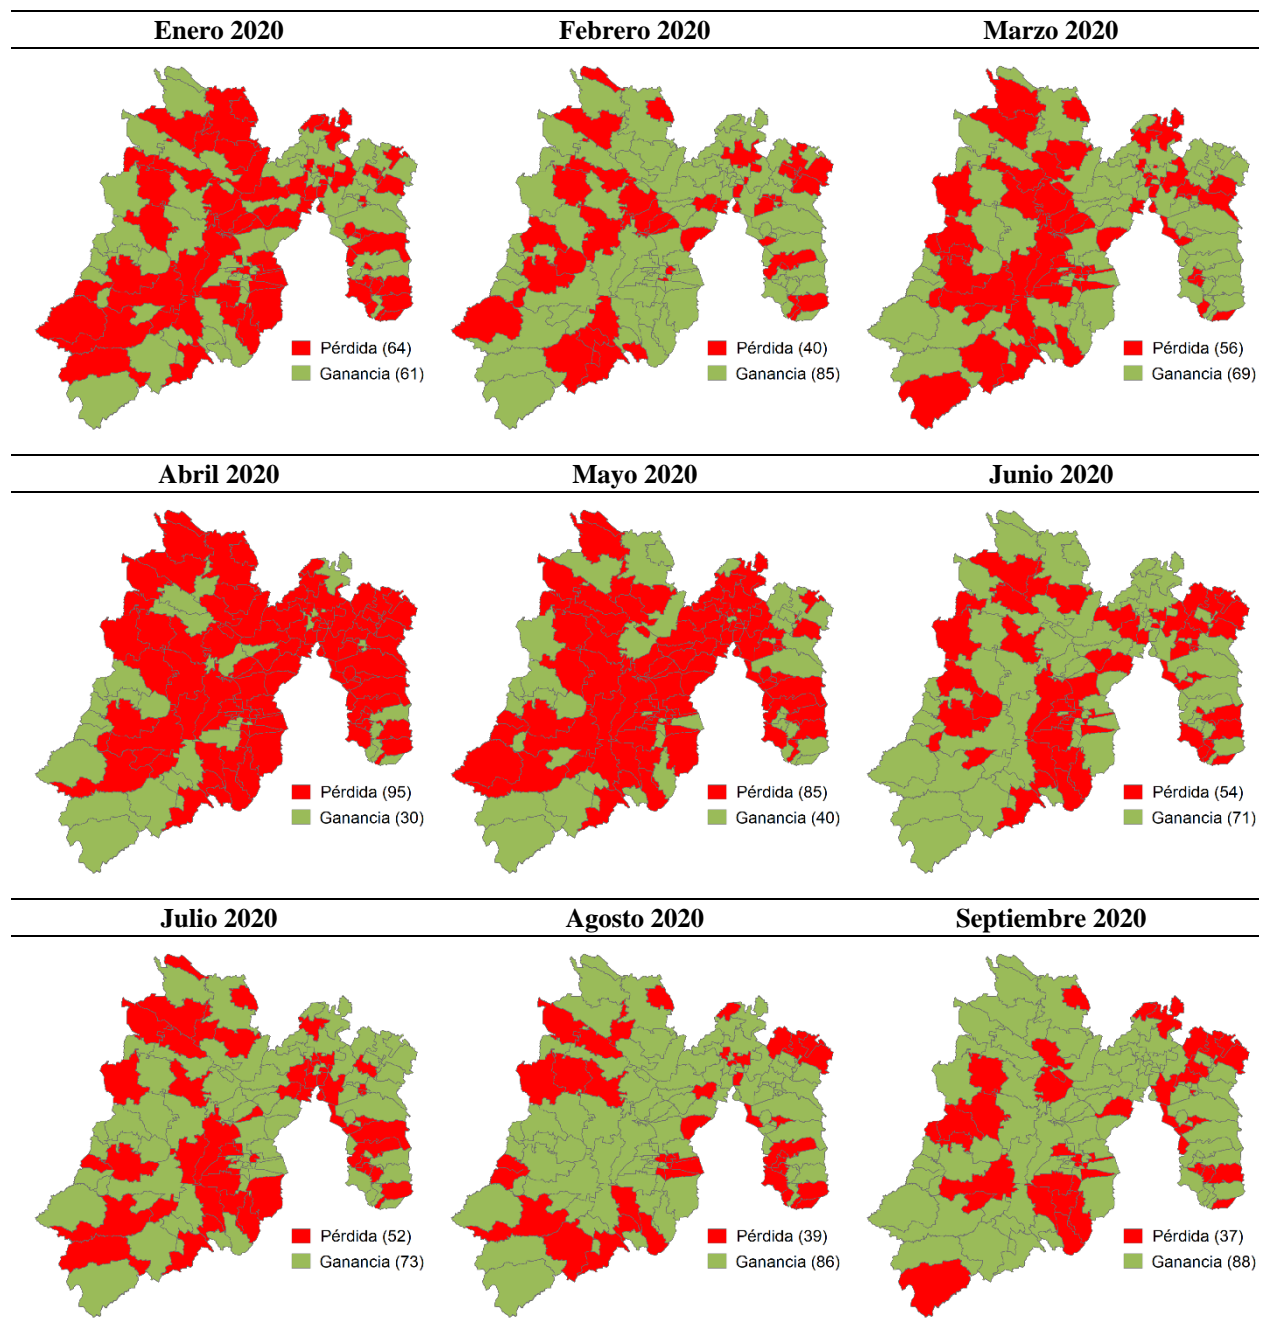 Enero 2020
Febrero 2020
Marzo 2020
Pérdida (64)
Ganancia (61)
Pérdida (40)
Ganancia (85)
Pérdida (56)
Ganancia (69)
Abril 2020
Mayo 2020
Junio 2020
Pérdida (95)
Ganancia (30)
Pérdida (85)
Ganancia (40)
Pérdida (54)
Ganancia (71)
Julio 2020
Agosto 2020
Septiembre 2020
Pérdida (52)
Ganancia (73)
Pérdida (39)
Ganancia (86)
Pérdida (37)
Ganancia (88)